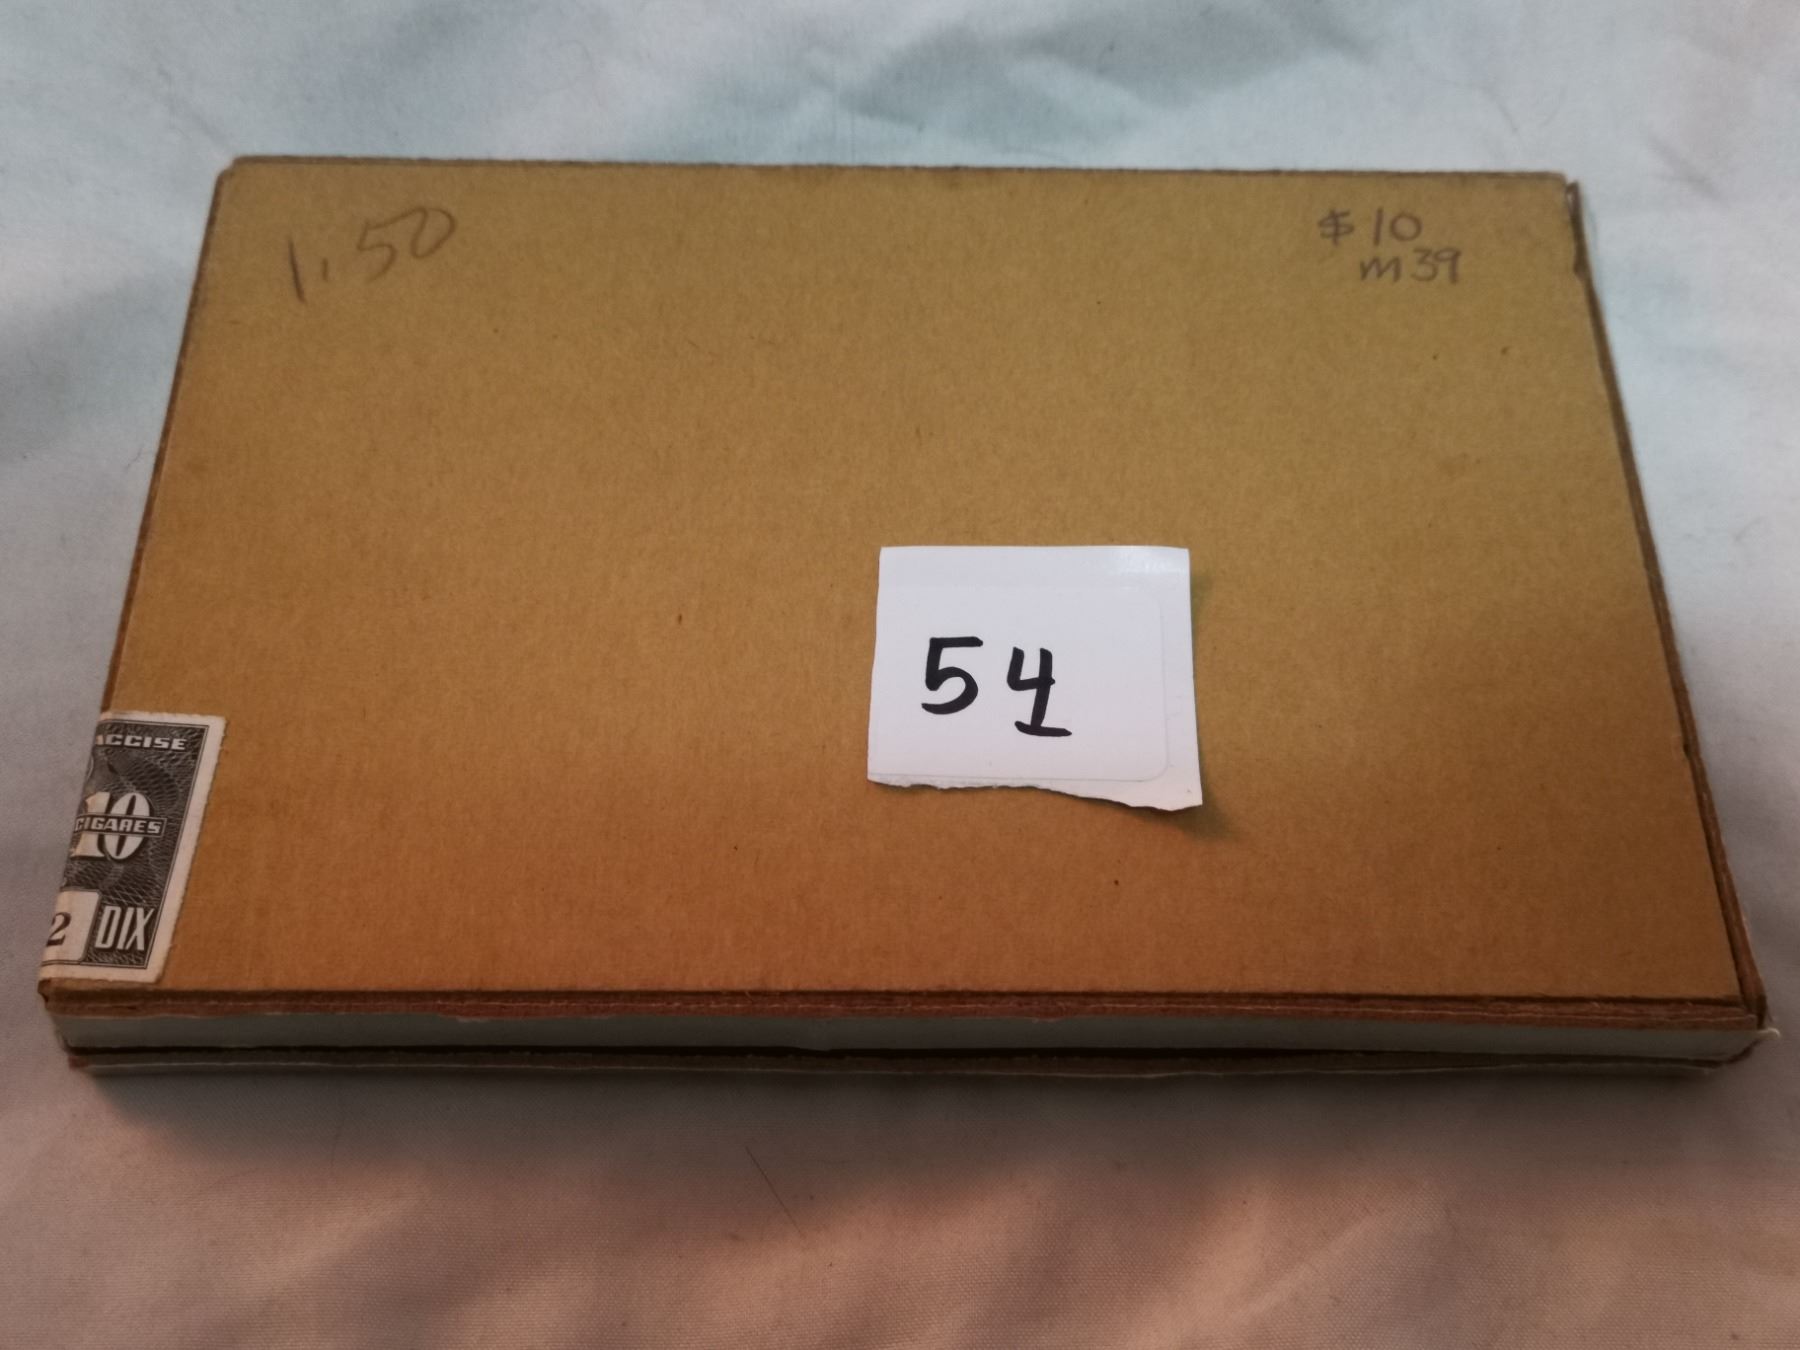 1.50
$10
m39
54
ACCISE
10
CIGARES
2 DIX